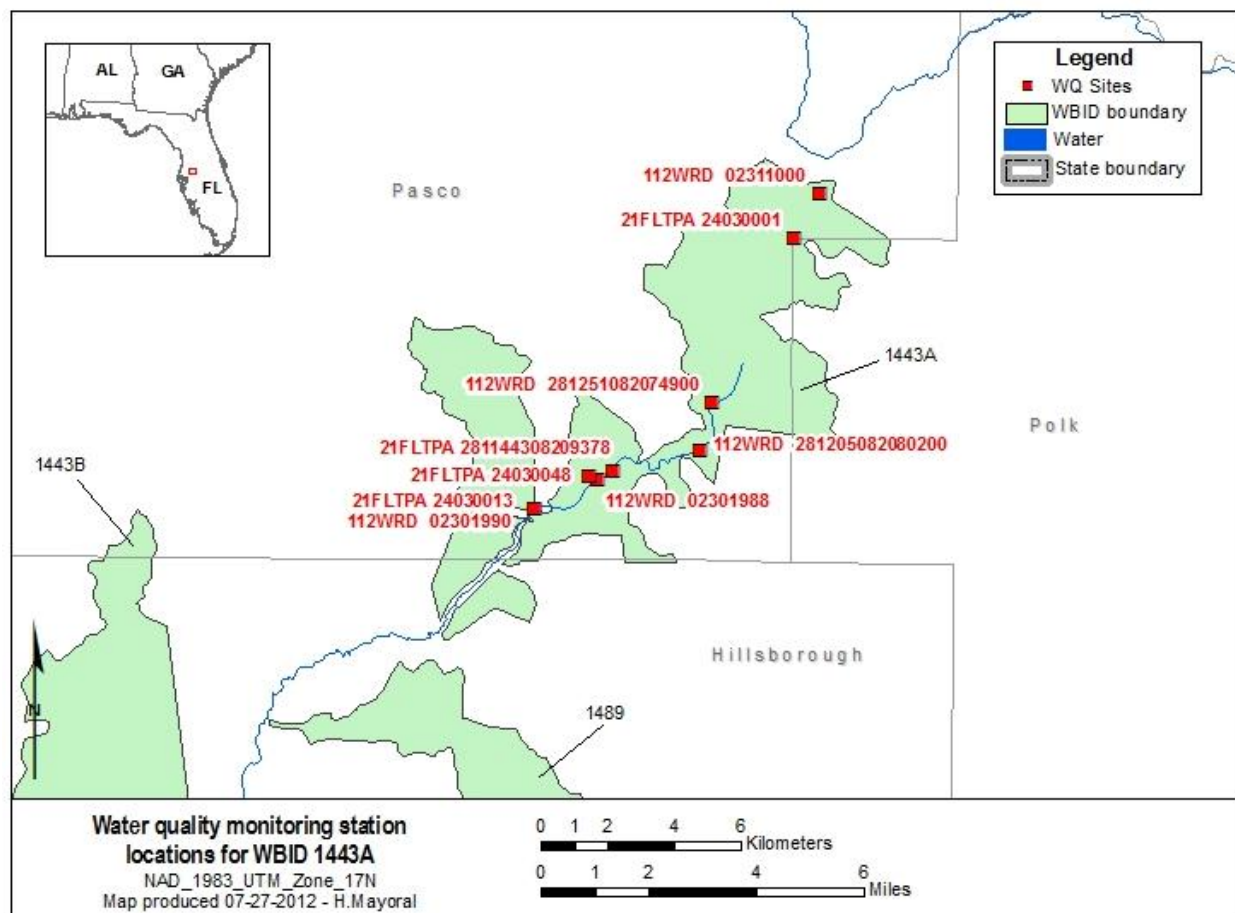 AL
GA
FL
Legend
WQ Sites
WBID boundary
Water
State boundary
Pasco
112WRD 02311000
21FLTPA 24030001
1443A
112WRD 281251082074900
Polk
21FLTPA 281144308209378
112WRD 281205082080200
1443B
21FLTPA 24030048
21FLTPA 24030013
112WRD 02301988
112WRD 02301990
Hillsborough
N
1489
Water quality monitoring station
locations for WBID 1443A
NAD_1983_UTM_Zone_17N
Map produced 07-27-2012 - H.Mayoral
0 1 2 4 6
Kilometers
0 1 2 4 6
Miles